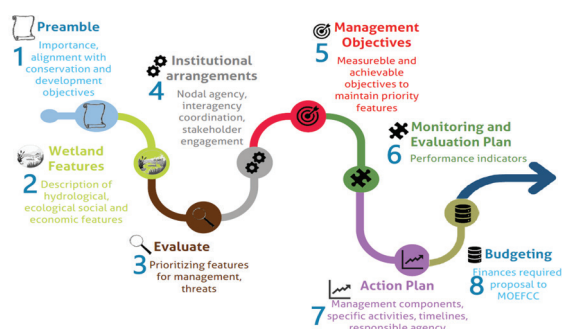 1 Preamble
Importance,
alignment with
conservation and
development
objectives
2 Wetland
Features
Description of
hydrological,
ecological social and
economic features
3 Evaluate
Prioritizing features
for management,
threats
4 Institutional
arrangements
Nodal agency,
interagency
coordination,
stakeholder
engagement
5 Management
Objectives
Measureble and
achievable
objectives to
maintain priority
features
6 Monitoring and
Evaluation Plan
Performance indicators
7 Action Plan
Management components,
specific activities, timelines,
responsible agency
8 Budgeting
Finances required
proposal to
MOEFCC